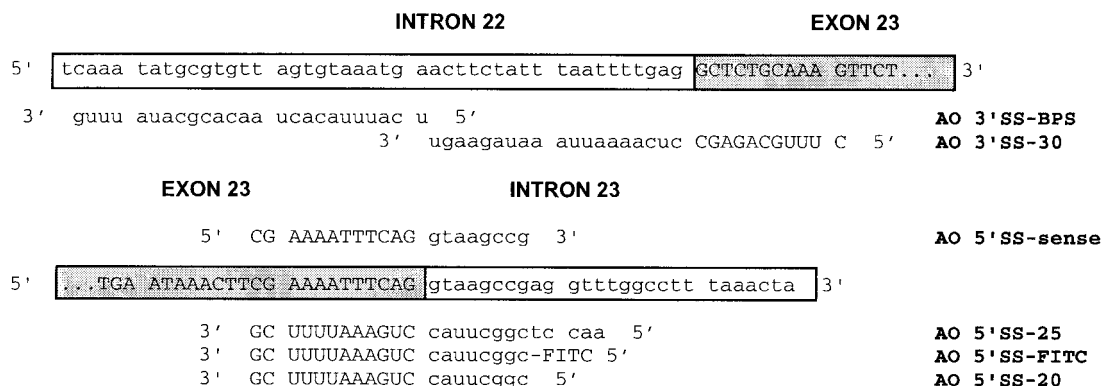 INTRON 22 EXON 23
5' tcaaa tatgcgtgtt agtgtaaatg aacttctatt taattttgag GCTCTGCAAA GTTCT... 3'
3' guuu auacgcacaa ucacauuuac u 5' AO 3'SS-BPS
3' ugaagauaa auuaaaacuc CGAGACGUUU C 5' AO 3'SS-30
EXON 23 INTRON 23
5' CG AAAATTTCAG gtaagccg 3' AO 5'SS-sense
5' ...TGA ATAAACTTCG AAAATTTCAG gtaagccgag gtttggcctt taaacta 3'
3' GC UUUUAAAGUC cauucggctc caa 5' AO 5'SS-25
3' GC UUUUAAAGUC cauucggc-FITC 5' AO 5'SS-FITC
3' GC UUUUAAAGUC cauucggc 5' AO 5'SS-20